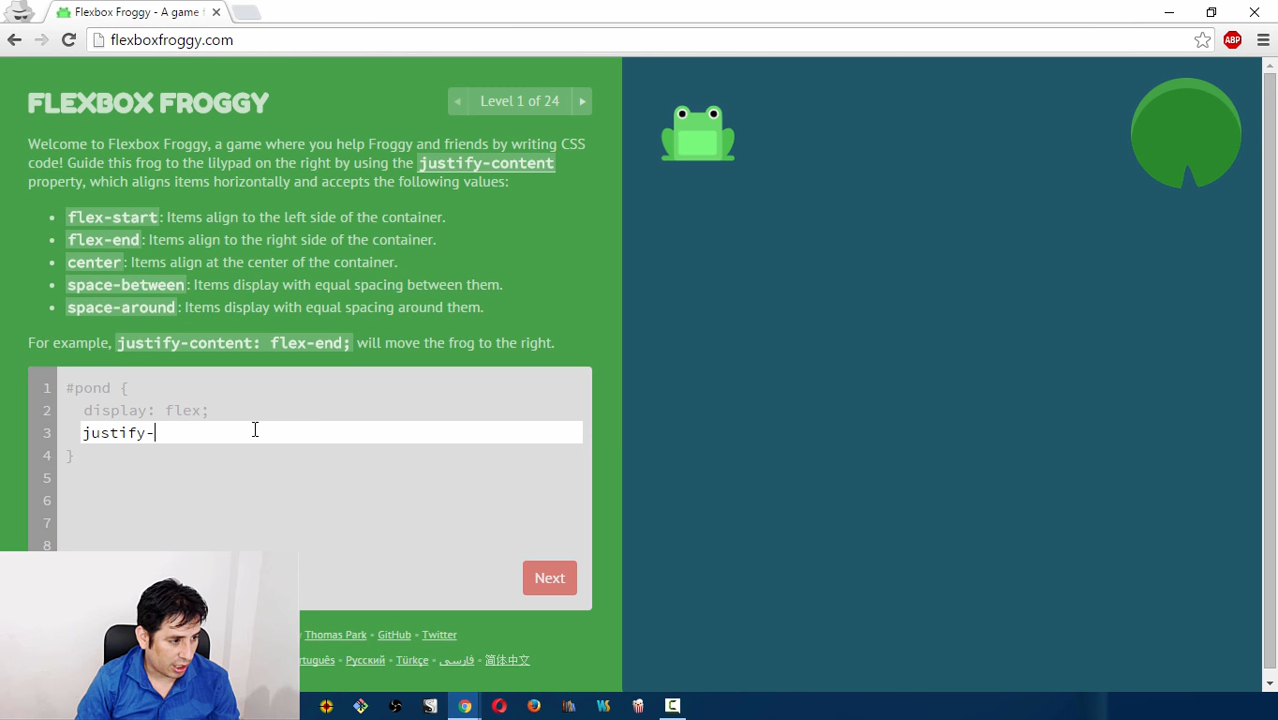 Flexbox Froggy - A game f
flexboxfroggy.com
ABP
FLEXBOX FROGGY
Level 1 of 24
Welcome to Flexbox Froggy, a game where you help Froggy and friends by writing CSS
code! Guide this frog to the lilypad on the right by using the justify-content
property, which aligns items horizontally and accepts the following values:
• flex-start: Items align to the left side of the container.
• flex-end: Items align to the right side of the container.
• center: Items align at the center of the container.
• space-between: Items display with equal spacing between them.
• space-around: Items display with equal spacing around them.
For example, justify-content: flex-end; will move the frog to the right.
1 #pond {
2 display: flex;
3 justify-
4 }
5
6
7
8
Next
Thomas Park • GitHub • Twitter
• Русский • Türkçe • فارسی • 简体中文